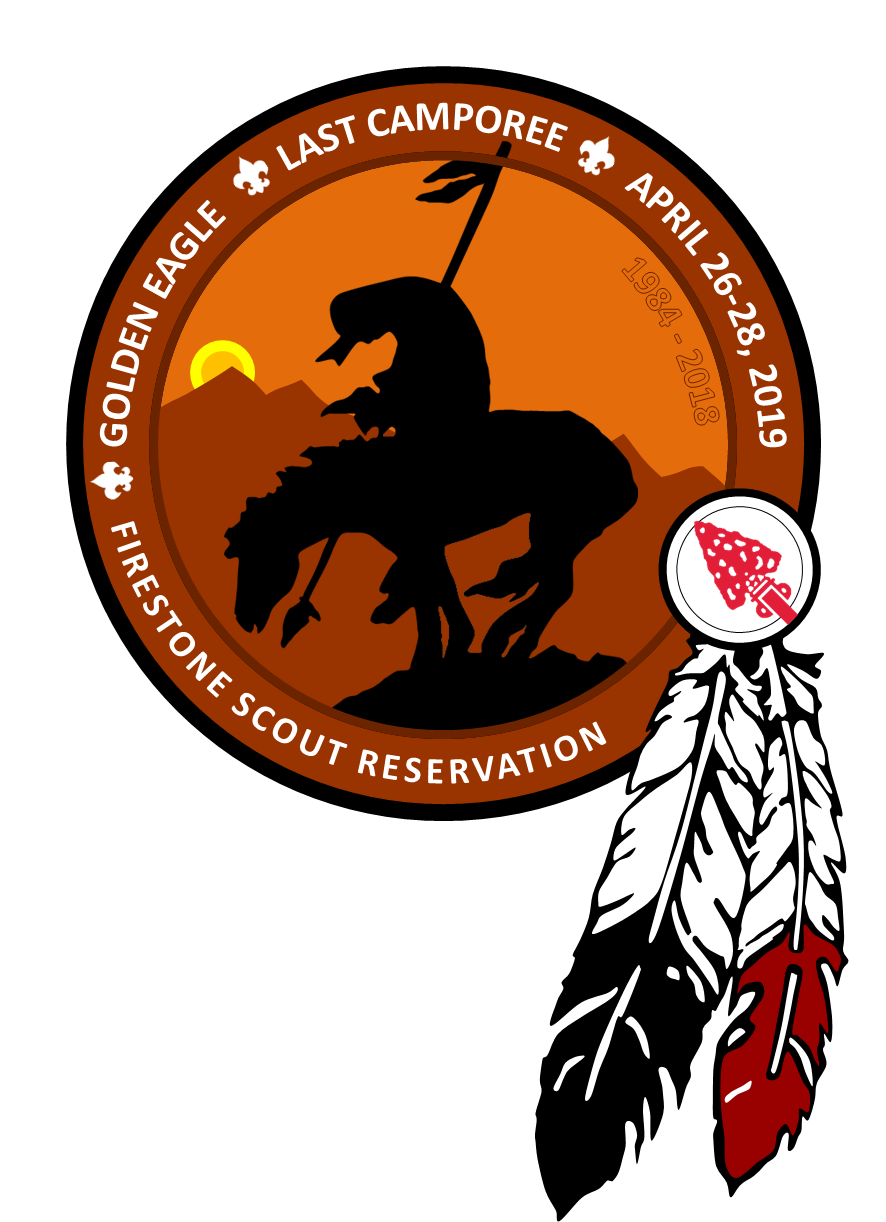 GOLDEN EAGLE
LAST CAMPOREE
APRIL 26-28, 2019
1984 - 2018
FIRESTONE SCOUT RESERVATION